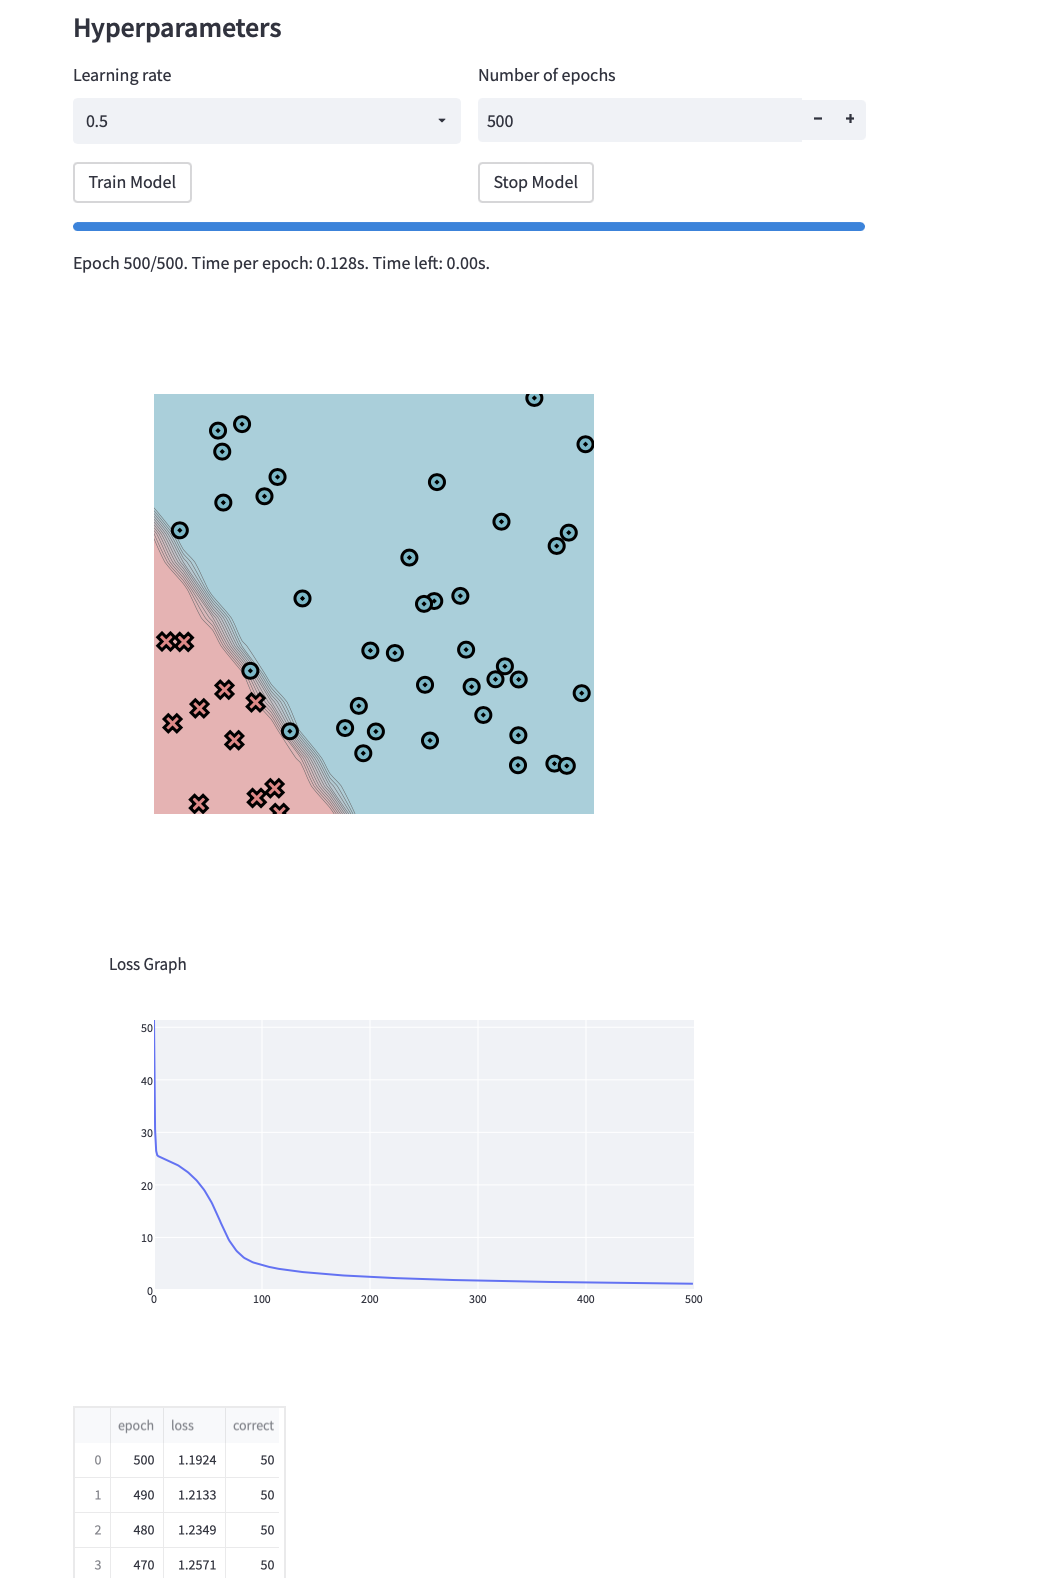 Hyperparameters
Learning rate
Number of epochs
0.5
500
Train Model
Stop Model
Epoch 500/500. Time per epoch: 0.128s. Time left: 0.00s.
Loss Graph
50
40
30
20
10
0
0 100 200 300 400 500
epoch loss correct
0 500 1.1924 50
1 490 1.2133 50
2 480 1.2349 50
3 470 1.2571 50